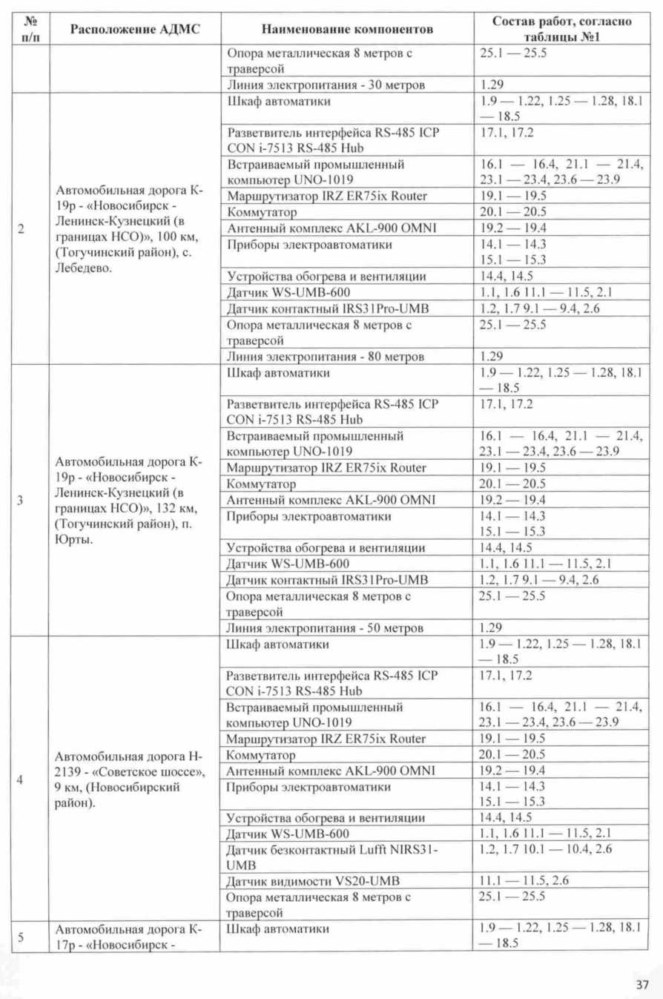 №
п/п
Расположение АДМС
Наименование компонентов
Состав работ, согласно
таблицы №1
Опора металлическая 8 метров с
траверсой
25.1 — 25.5
Линия электропитания - 30 метров
1.29
2
Автомобильная дорога К-
19р - «Новосибирск -
Ленинск-Кузнецкий (в
границах НСО)», 100 км,
(Тогучинский район), с.
Лебедево.
Шкаф автоматики
1.9 — 1.22, 1.25 — 1.28, 18.1
— 18.5
Разветвитель интерфейса RS-485 ICP
CON i-7513 RS-485 Hub
17.1, 17.2
Встраиваемый промышленный
компьютер UNO-1019
16.1 — 16.4, 21.1 — 21.4,
23.1 — 23.4, 23.6 — 23.9
Маршрутизатор IRZ ER75ix Router
19.1 — 19.5
Коммутатор
20.1 — 20.5
Антенный комплекс AKL-900 OMNI
19.2 — 19.4
Приборы электроавтоматики
14.1 — 14.3
15.1 — 15.3
Устройства обогрева и вентиляции
14.4, 14.5
Датчик WS-UMB-600
1.1, 1.6 11.1 — 11.5, 2.1
Датчик контактный IRS31Pro-UMB
1.2, 1.7 9.1 — 9.4, 2.6
Опора металлическая 8 метров с
траверсой
25.1 — 25.5
Линия электропитания - 80 метров
1.29
3
Автомобильная дорога К-
19р - «Новосибирск -
Ленинск-Кузнецкий (в
границах НСО)», 132 км,
(Тогучинский район), п.
Юрты.
Шкаф автоматики
1.9 — 1.22, 1.25 — 1.28, 18.1
— 18.5
Разветвитель интерфейса RS-485 ICP
CON i-7513 RS-485 Hub
17.1, 17.2
Встраиваемый промышленный
компьютер UNO-1019
16.1 — 16.4, 21.1 — 21.4,
23.1 — 23.4, 23.6 — 23.9
Маршрутизатор IRZ ER75ix Router
19.1 — 19.5
Коммутатор
20.1 — 20.5
Антенный комплекс AKL-900 OMNI
19.2 — 19.4
Приборы электроавтоматики
14.1 — 14.3
15.1 — 15.3
Устройства обогрева и вентиляции
14.4, 14.5
Датчик WS-UMB-600
1.1, 1.6 11.1 — 11.5, 2.1
Датчик контактный IRS31Pro-UMB
1.2, 1.7 9.1 — 9.4, 2.6
Опора металлическая 8 метров с
траверсой
25.1 — 25.5
Линия электропитания - 50 метров
1.29
4
Автомобильная дорога Н-
2139 - «Советское шоссе»,
9 км, (Новосибирский
район).
Шкаф автоматики
1.9 — 1.22, 1.25 — 1.28, 18.1
— 18.5
Разветвитель интерфейса RS-485 ICP
CON i-7513 RS-485 Hub
17.1, 17.2
Встраиваемый промышленный
компьютер UNO-1019
16.1 — 16.4, 21.1 — 21.4,
23.1 — 23.4, 23.6 — 23.9
Маршрутизатор IRZ ER75ix Router
19.1 — 19.5
Коммутатор
20.1 — 20.5
Антенный комплекс AKL-900 OMNI
19.2 — 19.4
Приборы электроавтоматики
14.1 — 14.3
15.1 — 15.3
Устройства обогрева и вентиляции
14.4, 14.5
Датчик WS-UMB-600
1.1, 1.6 11.1 — 11.5, 2.1
Датчик безконтактный Lufft NIRS31-
UMB
1.2, 1.7 10.1 — 10.4, 2.6
Датчик видимости VS20-UMB
11.1 — 11.5, 2.6
Опора металлическая 8 метров с
траверсой
25.1 — 25.5
5
Автомобильная дорога К-
17р - «Новосибирск -
Шкаф автоматики
1.9 — 1.22, 1.25 — 1.28, 18.1
— 18.5
37